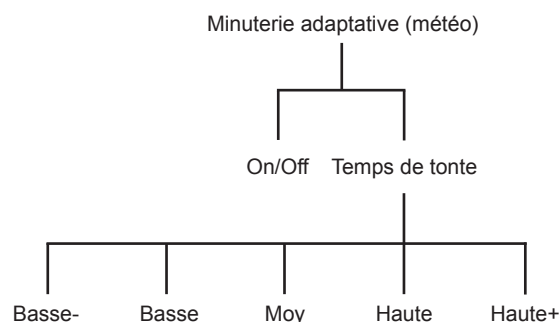 Minuterie adaptative (météo)
On/Off Temps de tonte
Basse- Basse Moy Haute Haute+